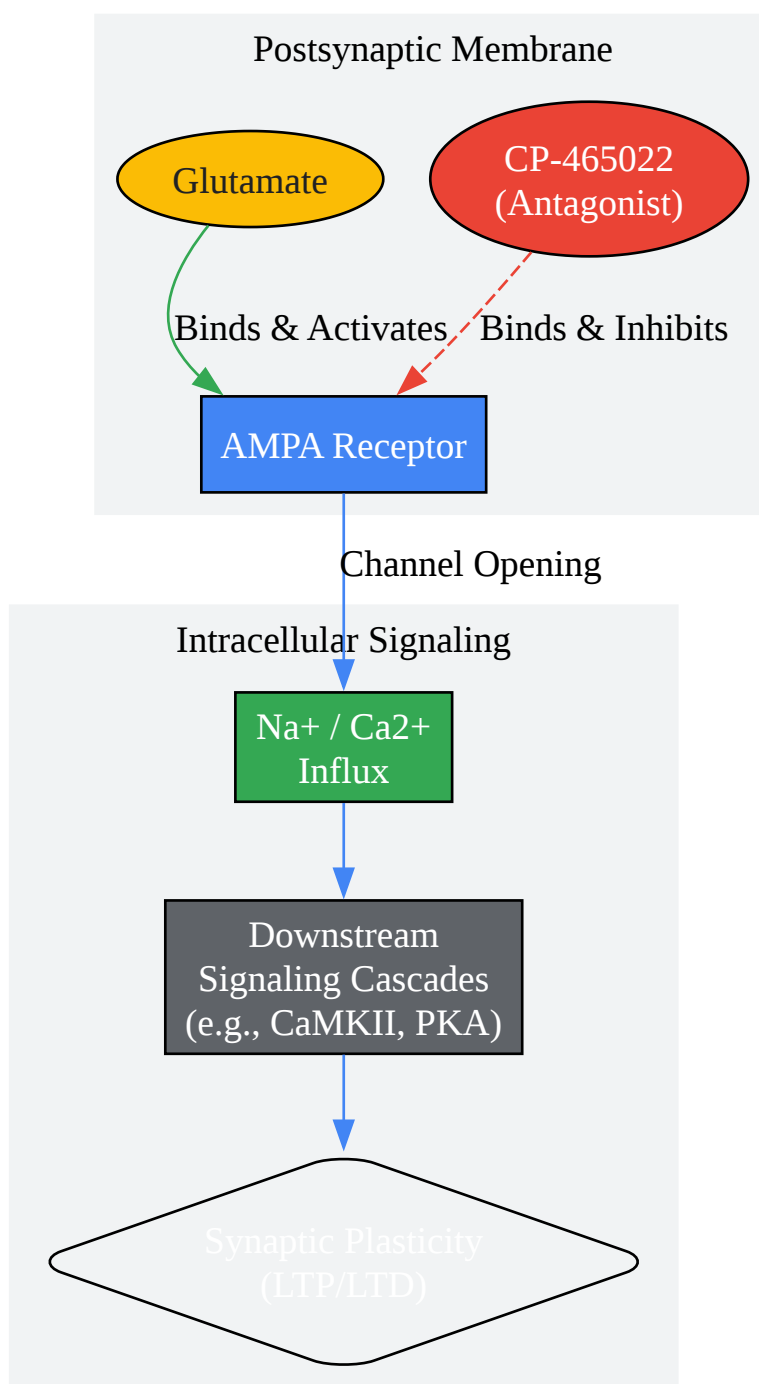 Postsynaptic Membrane
Glutamate
CP-465022
(Antagonist)
Binds & Activates
Binds & Inhibits
AMPA Receptor
Channel Opening
Intracellular Signaling
Na+ / Ca2+
Influx
Downstream
Signaling Cascades
(e.g., CaMKII, PKA)
Synaptic Plasticity
(LTP/LTD)